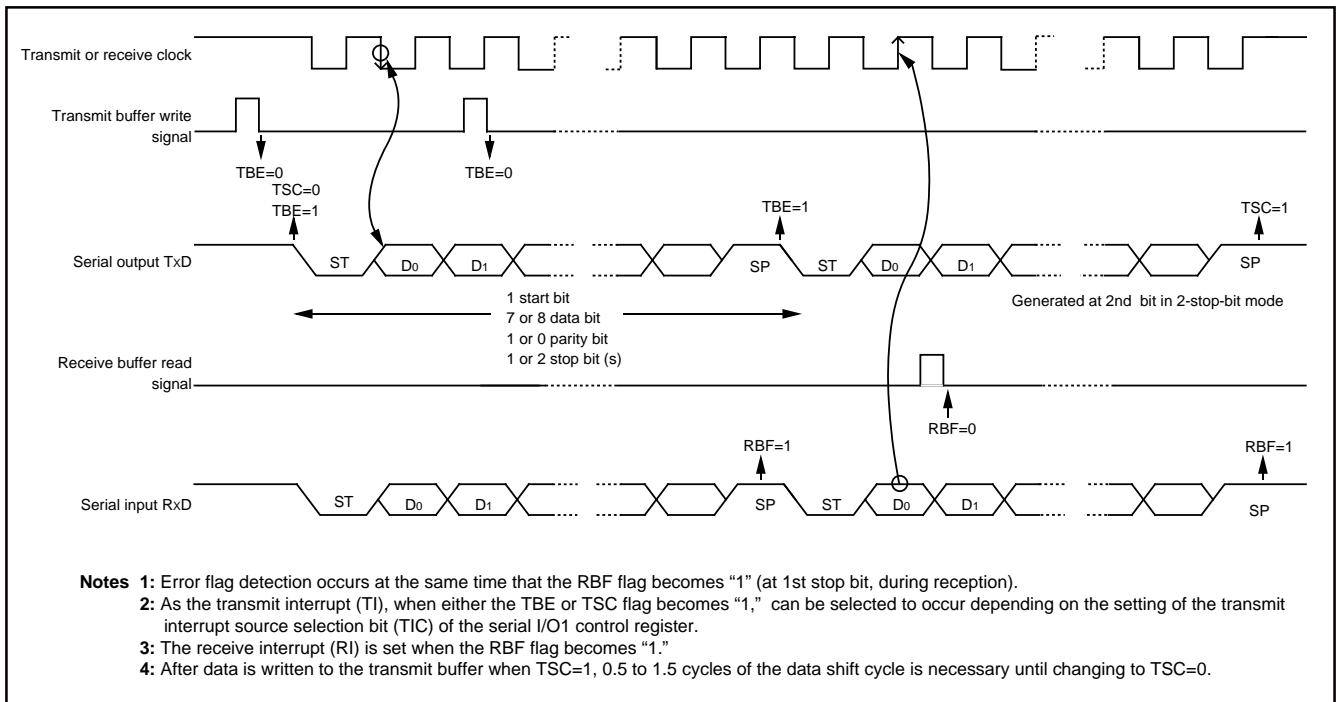 Transmit or receive clock
Transmit buffer write
signal
TBE=0
TBE=0
TSC=0
TBE=1
TBE=1
TSC=1
Serial output TxD
ST
D0
D1
SP
ST
D0
D1
SP
1 start bit
7 or 8 data bit
1 or 0 parity bit
1 or 2 stop bit (s)
Generated at 2nd bit in 2-stop-bit mode
Receive buffer read
signal
RBF=0
RBF=1
RBF=1
Serial input RxD
ST
D0
D1
SP
ST
D0
D1
SP
Notes 1: Error flag detection occurs at the same time that the RBF flag becomes “1” (at 1st stop bit, during reception).
2: As the transmit interrupt (TI), when either the TBE or TSC flag becomes “1,” can be selected to occur depending on the setting of the transmit
interrupt source selection bit (TIC) of the serial I/O1 control register.
3: The receive interrupt (RI) is set when the RBF flag becomes “1.”
4: After data is written to the transmit buffer when TSC=1, 0.5 to 1.5 cycles of the data shift cycle is necessary until changing to TSC=0.